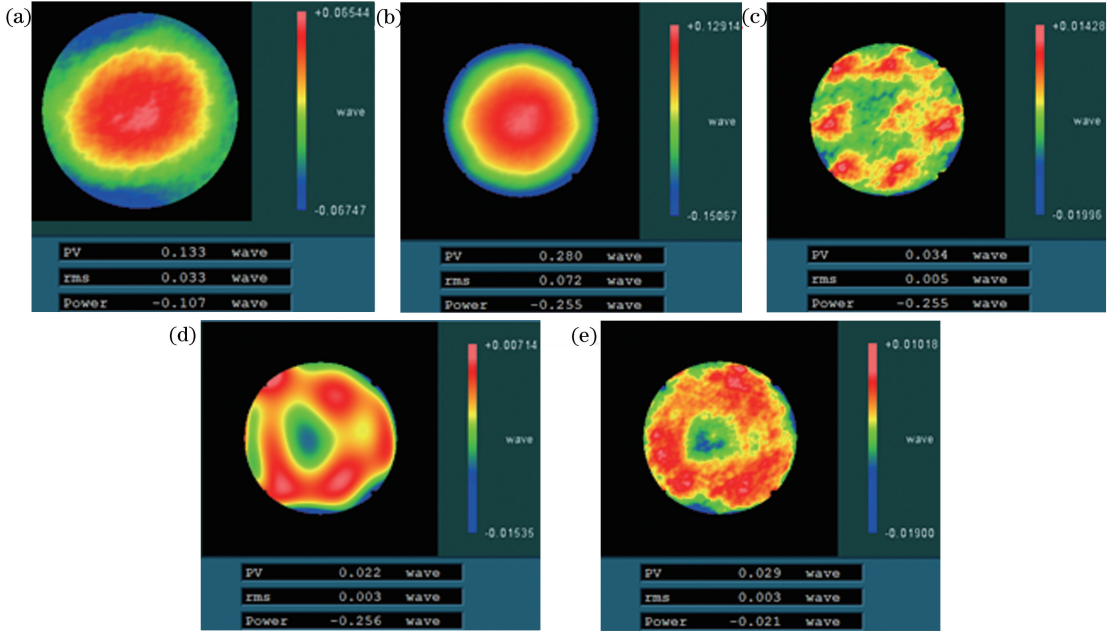 (a)
+0.06544
wave
-0.06747
PV 0.133 wave
rms 0.033 wave
Power -0.107 wave
(b)
+0.12914
wave
-0.15067
PV 0.280 wave
rms 0.072 wave
Power -0.255 wave
(c)
+0.01428
wave
-0.01996
PV 0.034 wave
rms 0.005 wave
Power -0.255 wave
(d)
+0.00714
wave
-0.01535
PV 0.022 wave
rms 0.003 wave
Power -0.256 wave
(e)
+0.01018
wave
-0.01900
PV 0.029 wave
rms 0.003 wave
Power -0.021 wave